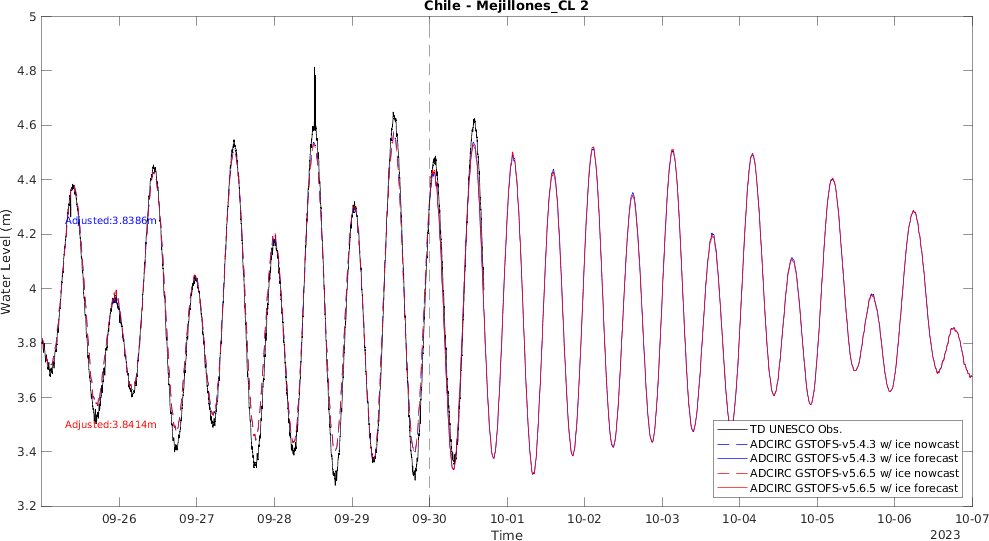 Chile - Mejillones_CL 2
5
4.8
4.6
4.4
4.2
4
3.8
3.6
3.4
3.2
Water Level (m)
Adjusted:3.8386m
Adjusted:3.8414m
TD UNESCO Obs.
ADCIRC GSTOFS-v5.4.3 w/ ice nowcast
ADCIRC GSTOFS-v5.4.3 w/ ice forecast
ADCIRC GSTOFS-v5.6.5 w/ ice nowcast
ADCIRC GSTOFS-v5.6.5 w/ ice forecast
09-26 09-27 09-28 09-29 09-30 10-01 10-02 10-03 10-04 10-05 10-06 10-07
Time
2023